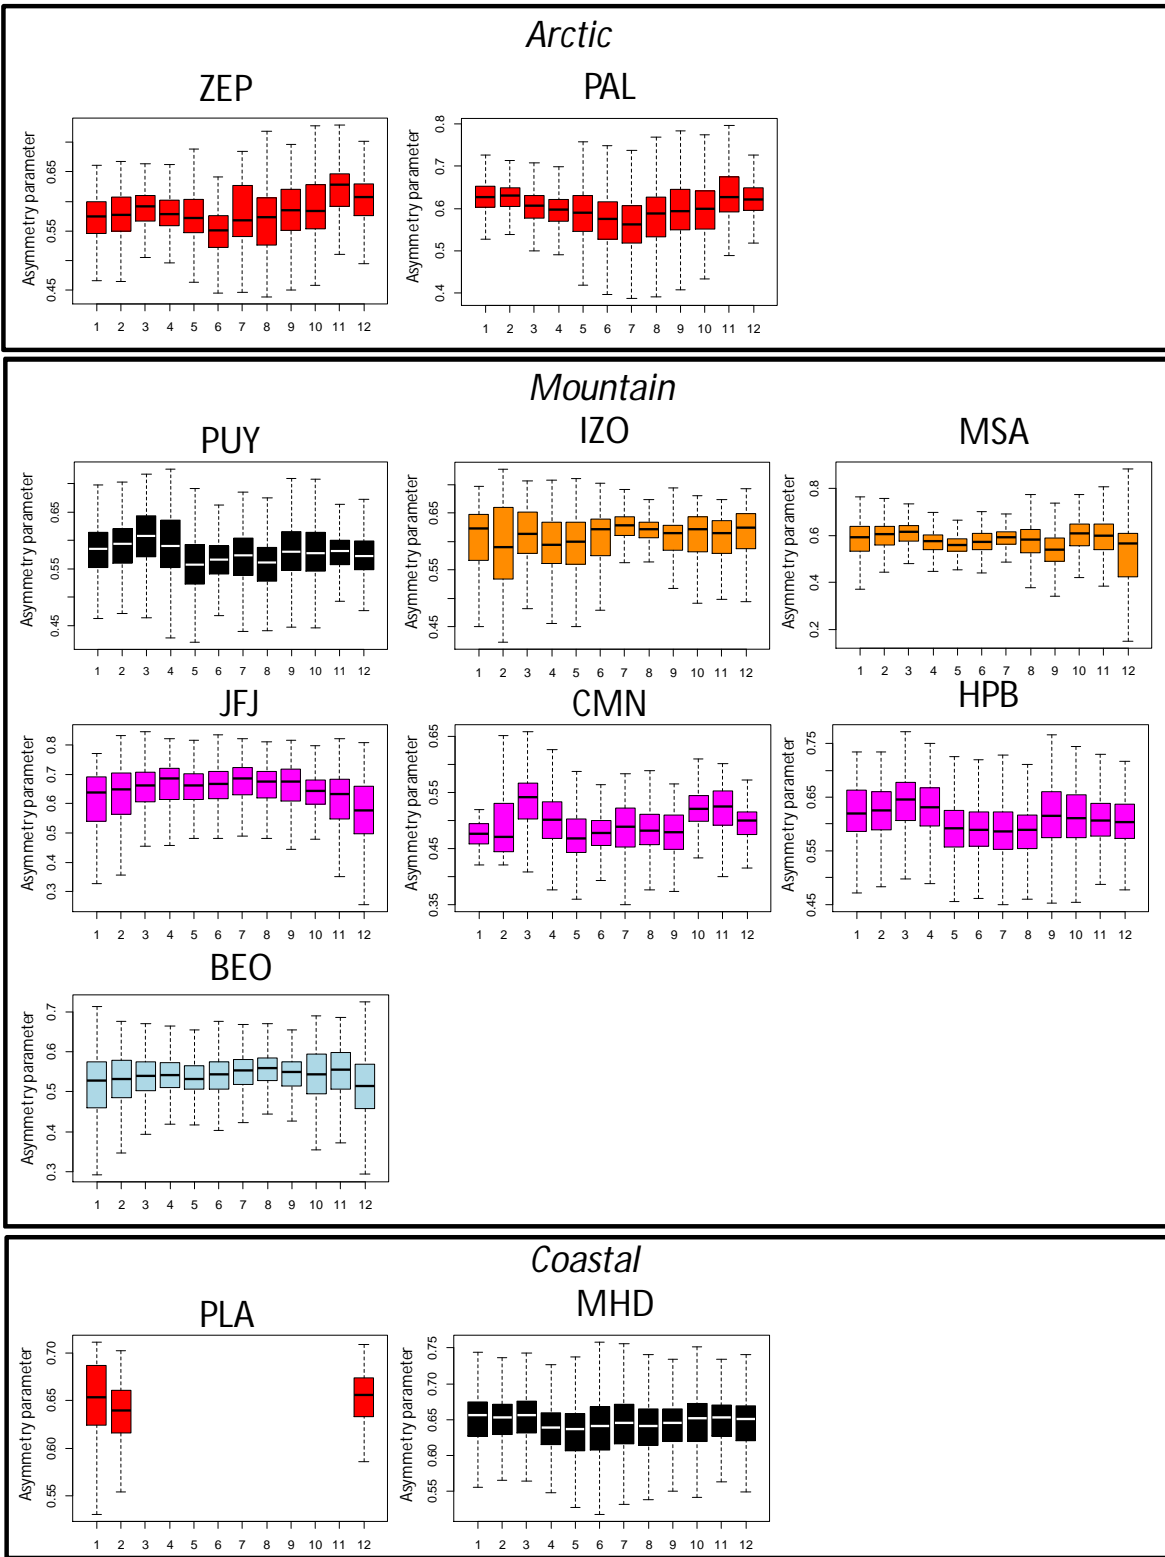 Arctic
ZEP
PAL
Asymmetry parameter
0.45 0.55 0.65
1 2 3 4 5 6 7 8 9 10 11 12
Asymmetry parameter
0.4 0.5 0.6 0.7 0.8
1 2 3 4 5 6 7 8 9 10 11 12
Mountain
PUY
IZO
MSA
Asymmetry parameter
0.45 0.55 0.65
1 2 3 4 5 6 7 8 9 10 11 12
Asymmetry parameter
0.45 0.55 0.65
1 2 3 4 5 6 7 8 9 10 11 12
Asymmetry parameter
0.2 0.4 0.6 0.8
1 2 3 4 5 6 7 8 9 10 11 12
JFJ
CMN
HPB
Asymmetry parameter
0.3 0.4 0.5 0.6 0.7 0.8
1 2 3 4 5 6 7 8 9 10 11 12
Asymmetry parameter
0.35 0.45 0.55 0.65
1 2 3 4 5 6 7 8 9 10 11 12
Asymmetry parameter
0.45 0.55 0.65 0.75
1 2 3 4 5 6 7 8 9 10 11 12
BEO
Asymmetry parameter
0.3 0.4 0.5 0.6 0.7
1 2 3 4 5 6 7 8 9 10 11 12
Coastal
PLA
MHD
Asymmetry parameter
0.55 0.60 0.65 0.70
1 2 3 4 5 6 7 8 9 10 11 12
Asymmetry parameter
0.55 0.60 0.65 0.70 0.75
1 2 3 4 5 6 7 8 9 10 11 12